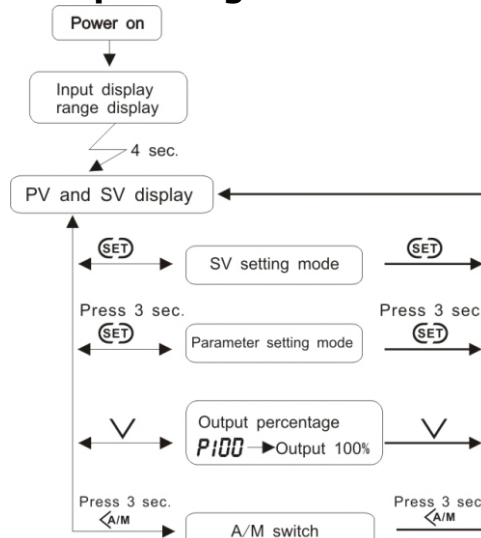 Power on
Input display
range display
4 sec.
PV and SV display
SET
SV setting mode
SET
Press 3 sec.
SET
Parameter setting mode
Press 3 sec.
SET
Output percentage
P100 Output 100%
Press 3 sec.
A/M
A/M switch
Press 3 sec
A/M